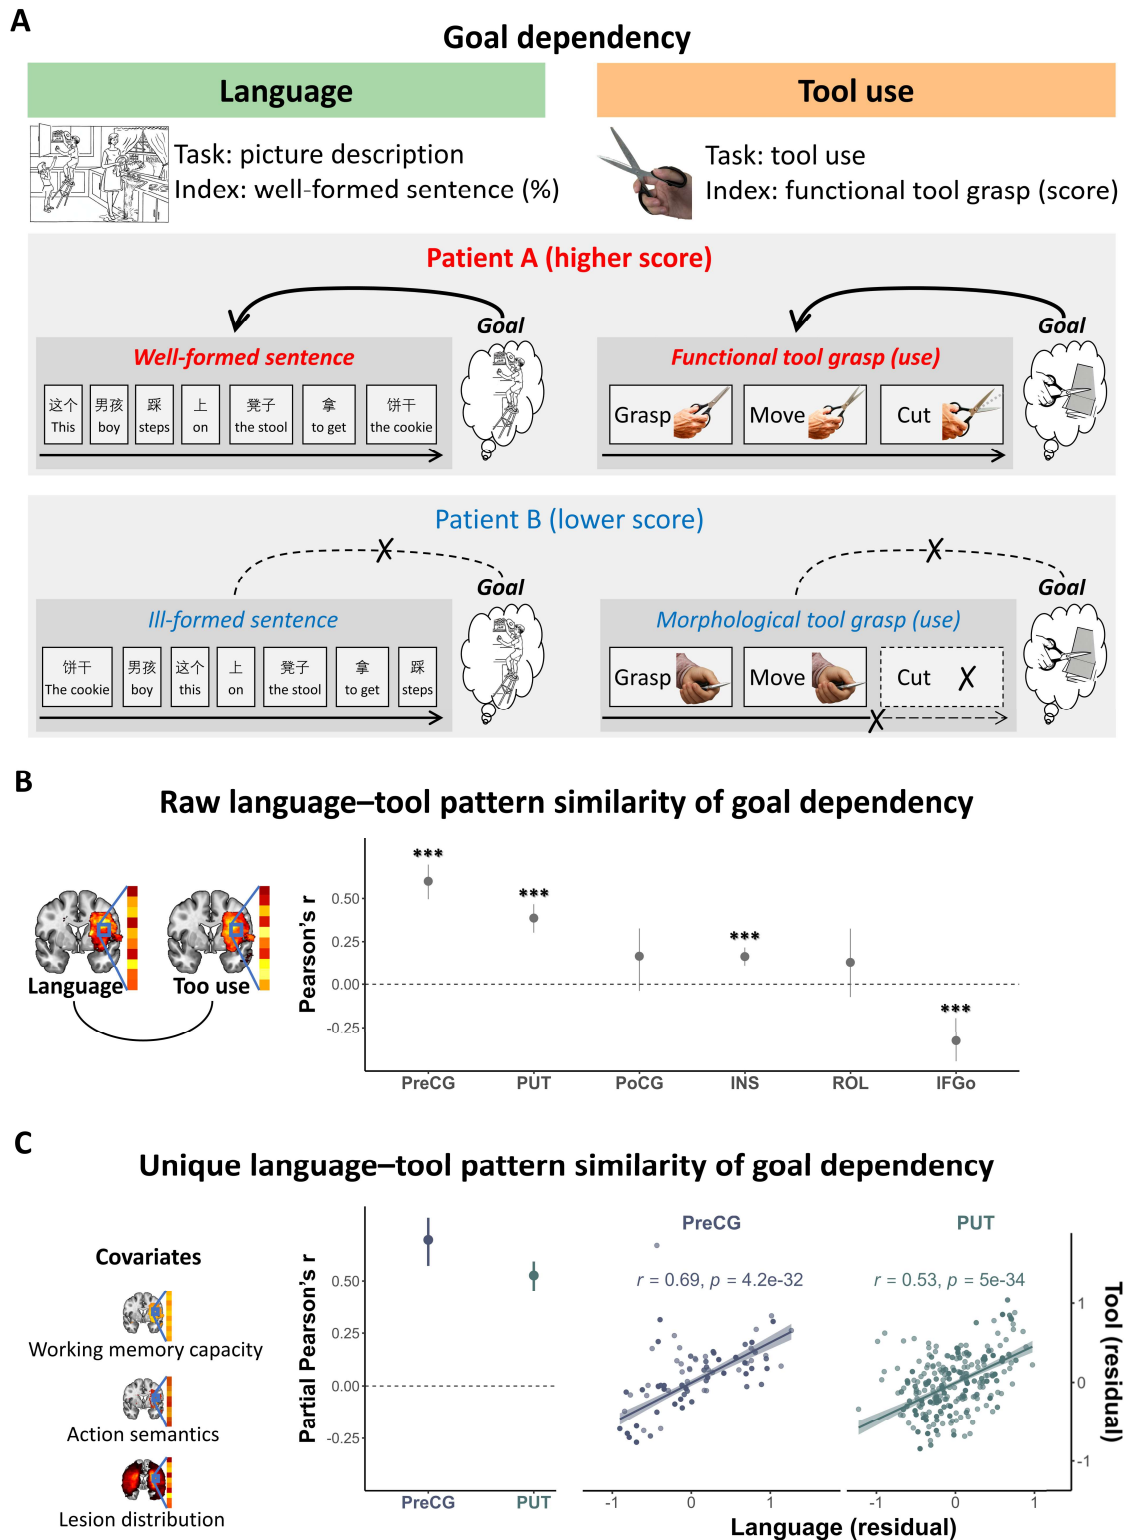 A
Goal dependency
Language
Tool use
Task: picture description
Index: well-formed sentence (%)
Task: tool use
Index: functional tool grasp (score)
Patient A (higher score)
Goal
Well-formed sentence
这个 男孩 踩 上 凳子 拿 饼干
This boy steps on the stool to get the cookie
Goal
Functional tool grasp (use)
Grasp Move Cut
Patient B (lower score)
X
Goal
Ill-formed sentence
饼干 男孩 这个 上 凳子 拿 踩
The cookie boy this on the stool to get steps
X
Goal
Morphological tool grasp (use)
Grasp Move Cut X
X
B
Raw language–tool pattern similarity of goal dependency
Language Too use
Pearson's r
0.50
0.25
0.00
-0.25
***
***
***
***
PreCG PUT PoCG INS ROL IFGo
C
Unique language–tool pattern similarity of goal dependency
Covariates
Working memory capacity
Action semantics
Lesion distribution
Partial Pearson's r
0.50
0.25
0.00
-0.25
PreCG PUT
PreCG
r = 0.69, p = 4.2e-32
-1 0 1
PUT
r = 0.53, p = 5e-34
-1 0 1
1
0
-1
Tool (residual)
Language (residual)